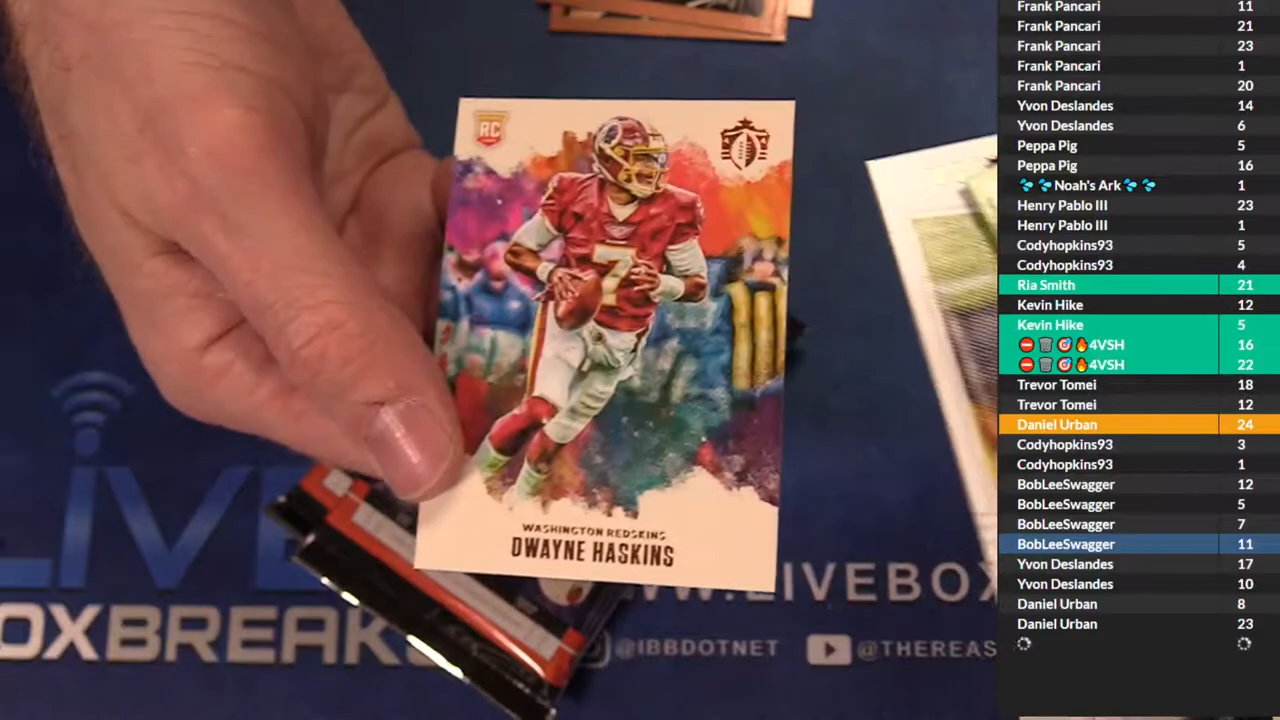 RC
7
WASHINGTON REDSKINS
DWAYNE HASKINS
LIVE
OXBREAK
WWW.LIVEBOX
@IBBDOTNET
@THEREAS
Frank Pancari 11
Frank Pancari 21
Frank Pancari 23
Frank Pancari 1
Frank Pancari 20
Yvon Deslandes 14
Yvon Deslandes 6
Peppa Pig 5
Peppa Pig 16
💦 💦Noah's Ark💦 💦 1
Henry Pablo III 23
Henry Pablo III 1
Codyhopkins93 5
Codyhopkins93 4
Ria Smith 21
Kevin Hike 12
Kevin Hike 5
⛔ 🗑️ 🎯 🔥4VSH 16
⛔ 🗑️ 🎯 🔥4VSH 22
Trevor Tomei 18
Trevor Tomei 12
Daniel Urban 24
Codyhopkins93 3
Codyhopkins93 1
BobLeeSwagger 12
BobLeeSwagger 5
BobLeeSwagger 7
BobLeeSwagger 11
Yvon Deslandes 17
Yvon Deslandes 10
Daniel Urban 8
Daniel Urban 23